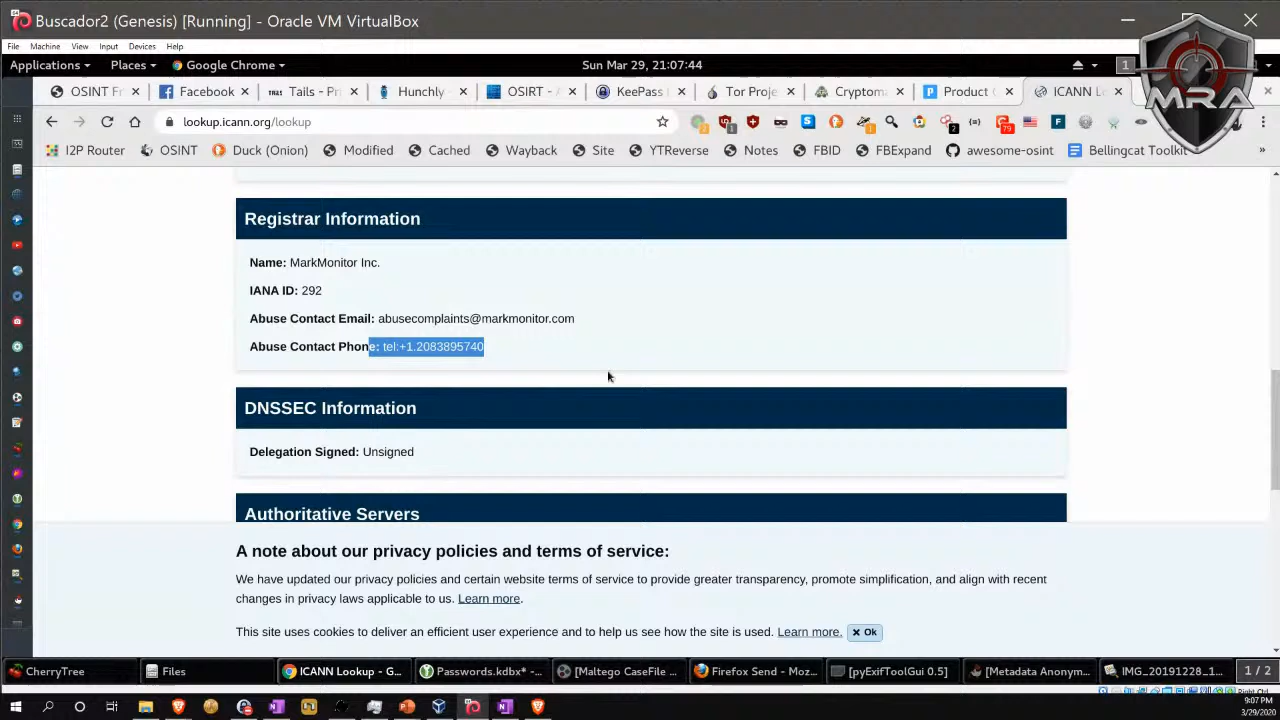 Buscador2 (Genesis) [Running] - Oracle VM VirtualBox
File Machine View Input Devices Help
Applications Places Google Chrome Sun Mar 29, 21:07:44 1
OSINT Fr Facebook Tails - Pr Hunchly - OSIRT - A KeePass Tor Proje Cryptoma Product ICANN Le
lookup.icann.org/lookup
MRA
I2P Router OSINT Duck (Onion) Modified Cached Wayback Site YTReverse Notes FBID FBExpand awesome-osint Bellingcat Toolkit »
Registrar Information
Name: MarkMonitor Inc.
IANA ID: 292
Abuse Contact Email: abusecomplaints@markmonitor.com
Abuse Contact Phone: tel:+1.2083895740
DNSSEC Information
Delegation Signed: Unsigned
Authoritative Servers
A note about our privacy policies and terms of service:
We have updated our privacy policies and certain website terms of service to provide greater transparency, promote simplification, and align with recent
changes in privacy laws applicable to us. Learn more.
This site uses cookies to deliver an efficient user experience and to help us see how the site is used. Learn more. Ok
CherryTree Files ICANN Lookup - G... Passwords.kdbx* -... [Maltego CaseFile ... Firefox Send - Moz... [pyExifToolGui 0.5] [Metadata Anonym... IMG_20191228_1... 1 / 2
Right Ctrl
9:07 PM
3/29/2020